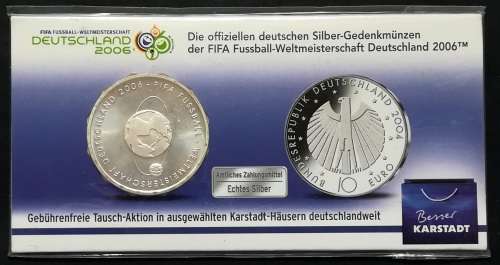 FIFA FUSSBALL-WELTMEISTERSCHAFT
DEUTSCHLAND
2006
Die offiziellen deutschen Silber-Gedenkmünzen
der FIFA Fussball-Weltmeisterschaft Deutschland 2006™
DEUTSCHLAND 2006 - FIFA FUSSBALL-WELTMEISTERSCHAFT
BUNDESREPUBLIK DEUTSCHLAND 2004
10
EURO
Amtliches Zahlungsmittel
Echtes Silber
Gebührenfreie Tausch-Aktion in ausgewählten Karstadt-Häusern deutschlandweit
Besser
KARSTADT